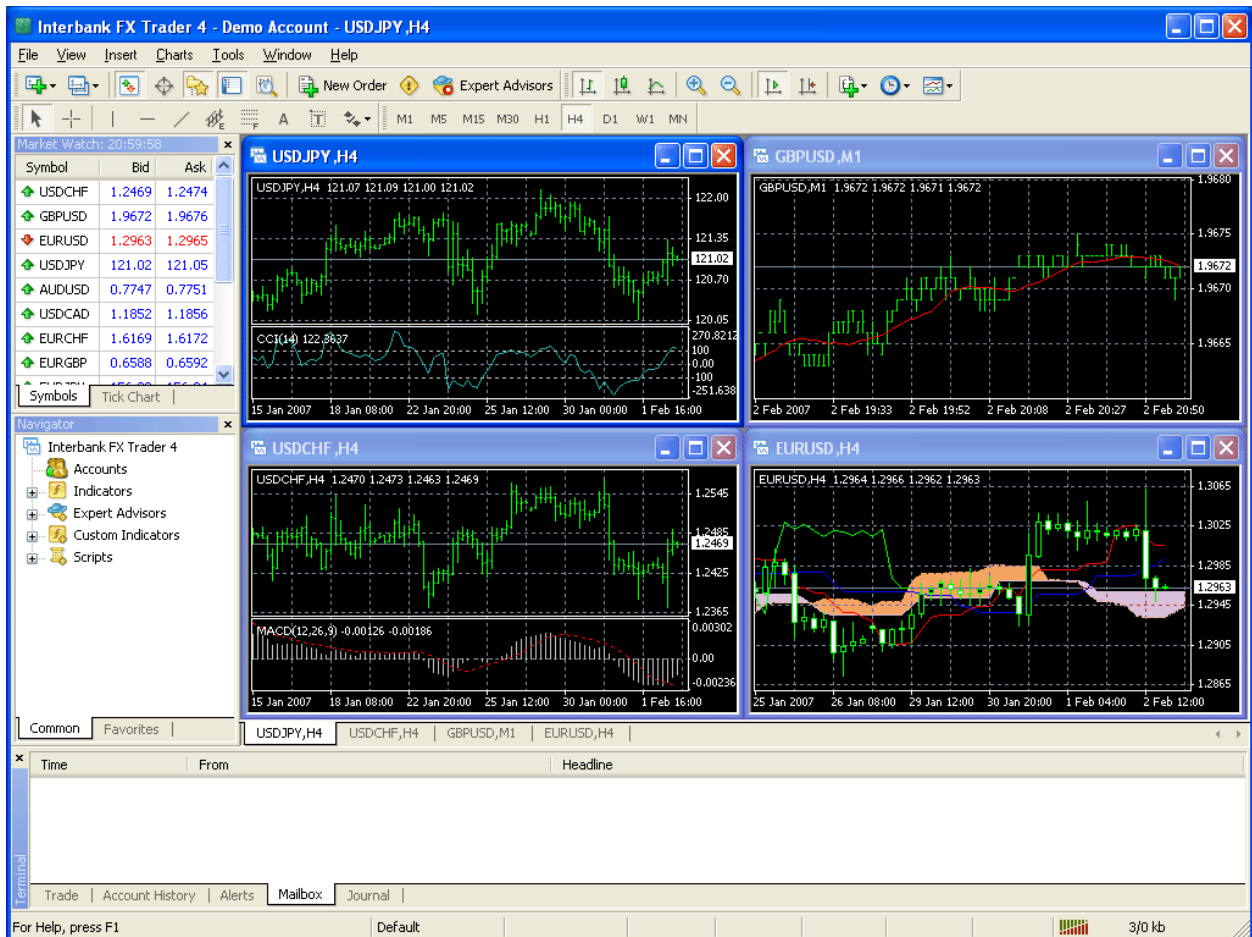 Interbank FX Trader 4 - Demo Account - USDJPY,H4
File View Insert Charts Tools Window Help
New Order Expert Advisors
E F A T M1 M5 M15 M30 H1 H4 D1 W1 MN
Market Watch: 20:59:58
Symbol Bid Ask
USDCHF 1.2469 1.2474
GBPUSD 1.9672 1.9676
EURUSD 1.2963 1.2965
USDJPY 121.02 121.05
AUDUSD 0.7747 0.7751
USDCAD 1.1852 1.1856
EURCHF 1.6169 1.6172
EURGBP 0.6588 0.6592
Symbols Tick Chart
Navigator
Interbank FX Trader 4
Accounts
Indicators
Expert Advisors
Custom Indicators
Scripts
Common Favorites
USDJPY,H4
USDJPY,H4 121.07 121.09 121.00 121.02
122.00
121.35
121.02
120.70
120.05
CCI(14) 122.3637
270.8212
100
0.00
-100
-251.638
15 Jan 2007 18 Jan 08:00 22 Jan 20:00 25 Jan 12:00 30 Jan 00:00 1 Feb 16:00
GBPUSD,M1
GBPUSD,M1 1.9672 1.9672 1.9671 1.9672
1.9680
1.9675
1.9672
1.9670
1.9665
2 Feb 2007 2 Feb 19:33 2 Feb 19:52 2 Feb 20:08 2 Feb 20:27 2 Feb 20:50
USDCHF,H4
USDCHF,H4 1.2470 1.2473 1.2463 1.2469
1.2545
1.2485
1.2469
1.2425
1.2365
MACD(12,26,9) -0.00126 -0.00186
0.00302
0.00
-0.00236
15 Jan 2007 18 Jan 08:00 22 Jan 20:00 25 Jan 12:00 30 Jan 00:00 1 Feb 16:00
EURUSD,H4
EURUSD,H4 1.2964 1.2966 1.2962 1.2963
1.3065
1.3025
1.2985
1.2963
1.2945
1.2905
1.2865
25 Jan 2007 26 Jan 08:00 29 Jan 12:00 30 Jan 20:00 1 Feb 04:00 2 Feb 12:00
USDJPY,H4 USDCHF,H4 GBPUSD,M1 EURUSD,H4
Time From Headline
Terminal
Trade Account History Alerts Mailbox Journal
For Help, press F1 Default 3/0 kb